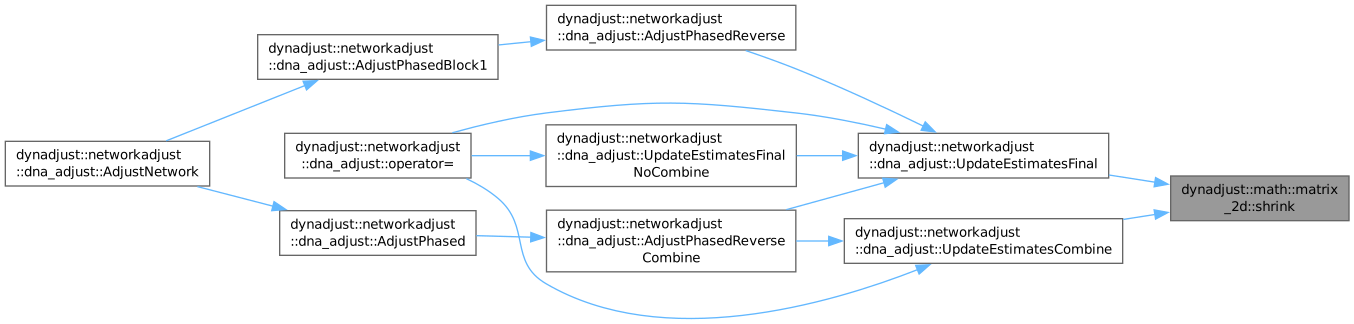 dynadjust::networkadjust
::dna_adjust::AdjustPhasedReverse
dynadjust::networkadjust
::dna_adjust::AdjustPhasedBlock1
dynadjust::networkadjust
::dna_adjust::AdjustNetwork
dynadjust::networkadjust
::dna_adjust::operator=
dynadjust::networkadjust
::dna_adjust::UpdateEstimatesFinal
NoCombine
dynadjust::networkadjust
::dna_adjust::UpdateEstimatesFinal
dynadjust::math::matrix
_2d::shrink
dynadjust::networkadjust
::dna_adjust::AdjustPhased
dynadjust::networkadjust
::dna_adjust::AdjustPhasedReverse
Combine
dynadjust::networkadjust
::dna_adjust::UpdateEstimatesCombine